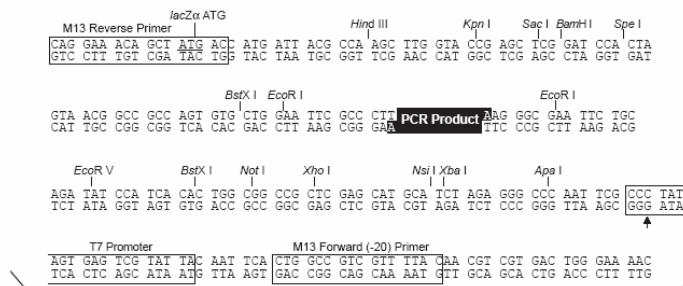 lacZα ATG
M13 Reverse Primer Hind III Kpn I Sac I BamH I Spe I
CAG GAA ACA GCT ATG ACC ATG ATT ACG CCA AGC TTG GTA CCG AGC TCG GAT CCA CTA
GTC CTT TGT CGA TAC TGG TAC TAA TGC GGT TCG AAC CAT GGC TCG AGC CTA GGT GAT
BstX I EcoR I EcoR I
GTA ACG GCC GCC AGT GTG CTG GAA TTC GCC CTT PCR Product AAG GGC GAA TTC TGC
CAT TGC CGG CGG TCA CAC GAC CTT AAG CGG GAA TTC CCG CTT AAG ACG
EcoR V BstX I Not I Xho I Nsi I Xba I Apa I
AGA TAT CCA TCA CAC TGG CGG CCG CTC GAG CAT GCA TCT AGA GGG CCC AAT TCG CCC TAT
TCT ATA GGT AGT GTG ACC GCC GGC GAG CTC GTA CGT AGA TCT CCC GGG TTA AGC GGG ATA
T7 Promoter M13 Forward (-20) Primer
AGT GAG TCG TAT TAC AAT TCA CTG GCC GTC GTT TTA CAA CGT CGT GAC TGG GAA AAC
TCA CTC AGC ATA ATG TTA AGT GAC CGG CAG CAA AAT GTT GCA GCA CTG ACC CTT TTG